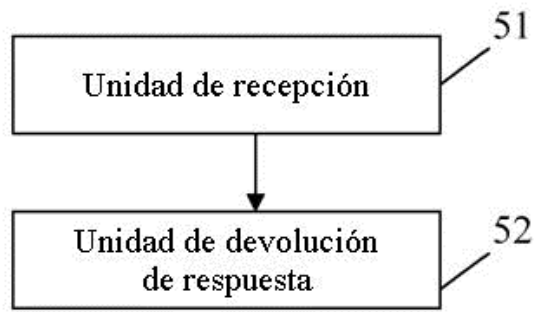 51
Unidad de recepción
52
Unidad de devolución
de respuesta